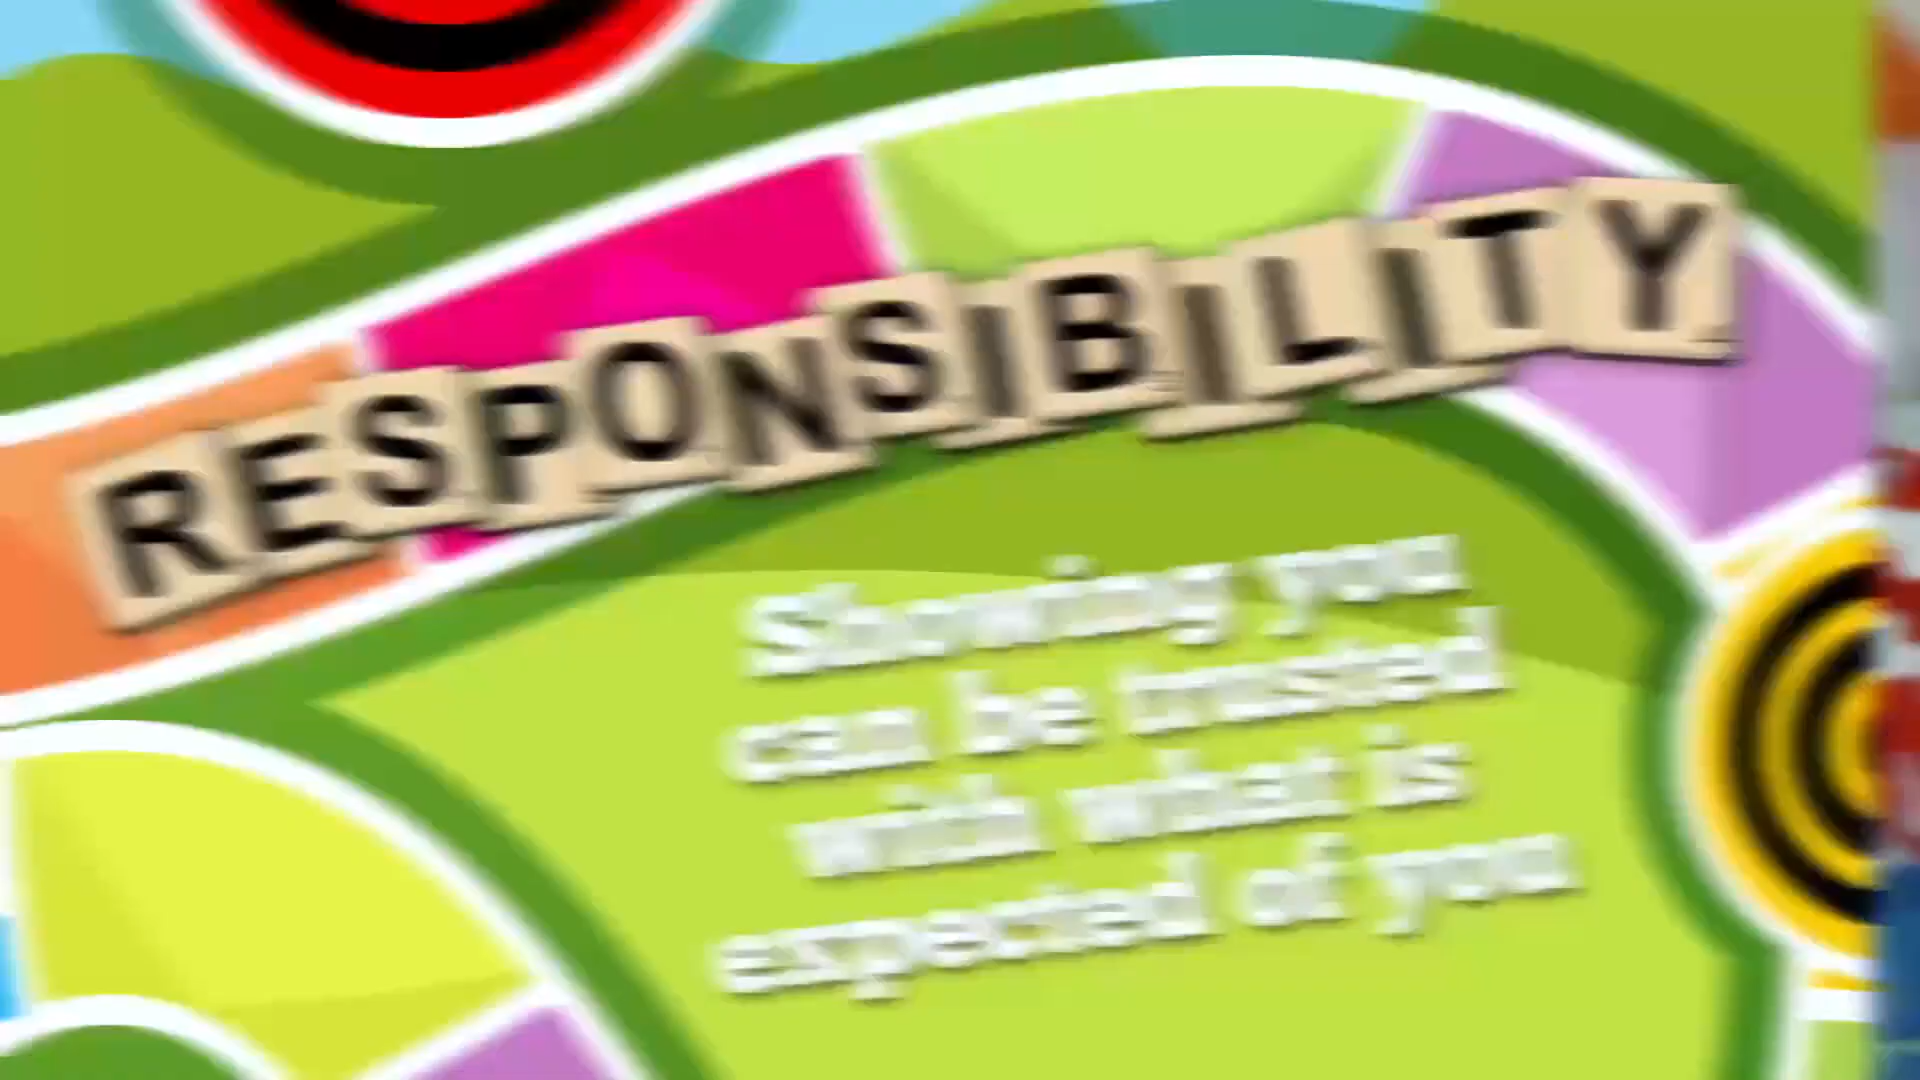 RESPONSIBILITY
Showing you
can be trusted
with what is
expected of you